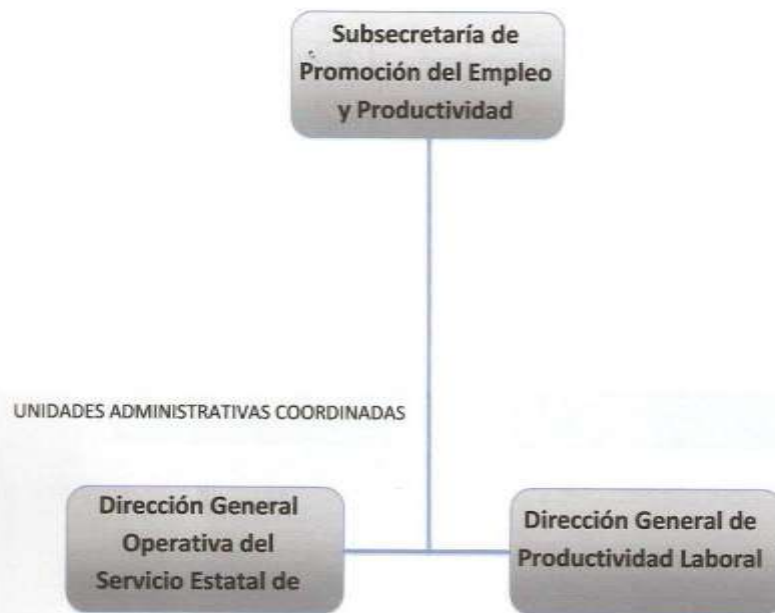 Subsecretaría de
Promoción del Empleo
y Productividad
UNIDADES ADMINISTRATIVAS COORDINADAS
Dirección General
Operativa del
Servicio Estatal de
Dirección General de
Productividad Laboral